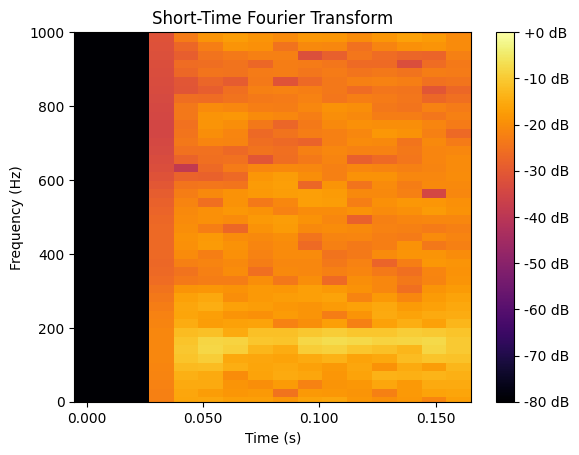 Short-Time Fourier Transform
1000
800
600
400
200
0
Frequency (Hz)
0.000
0.050
0.100
0.150
Time (s)
+0 dB
-10 dB
-20 dB
-30 dB
-40 dB
-50 dB
-60 dB
-70 dB
-80 dB